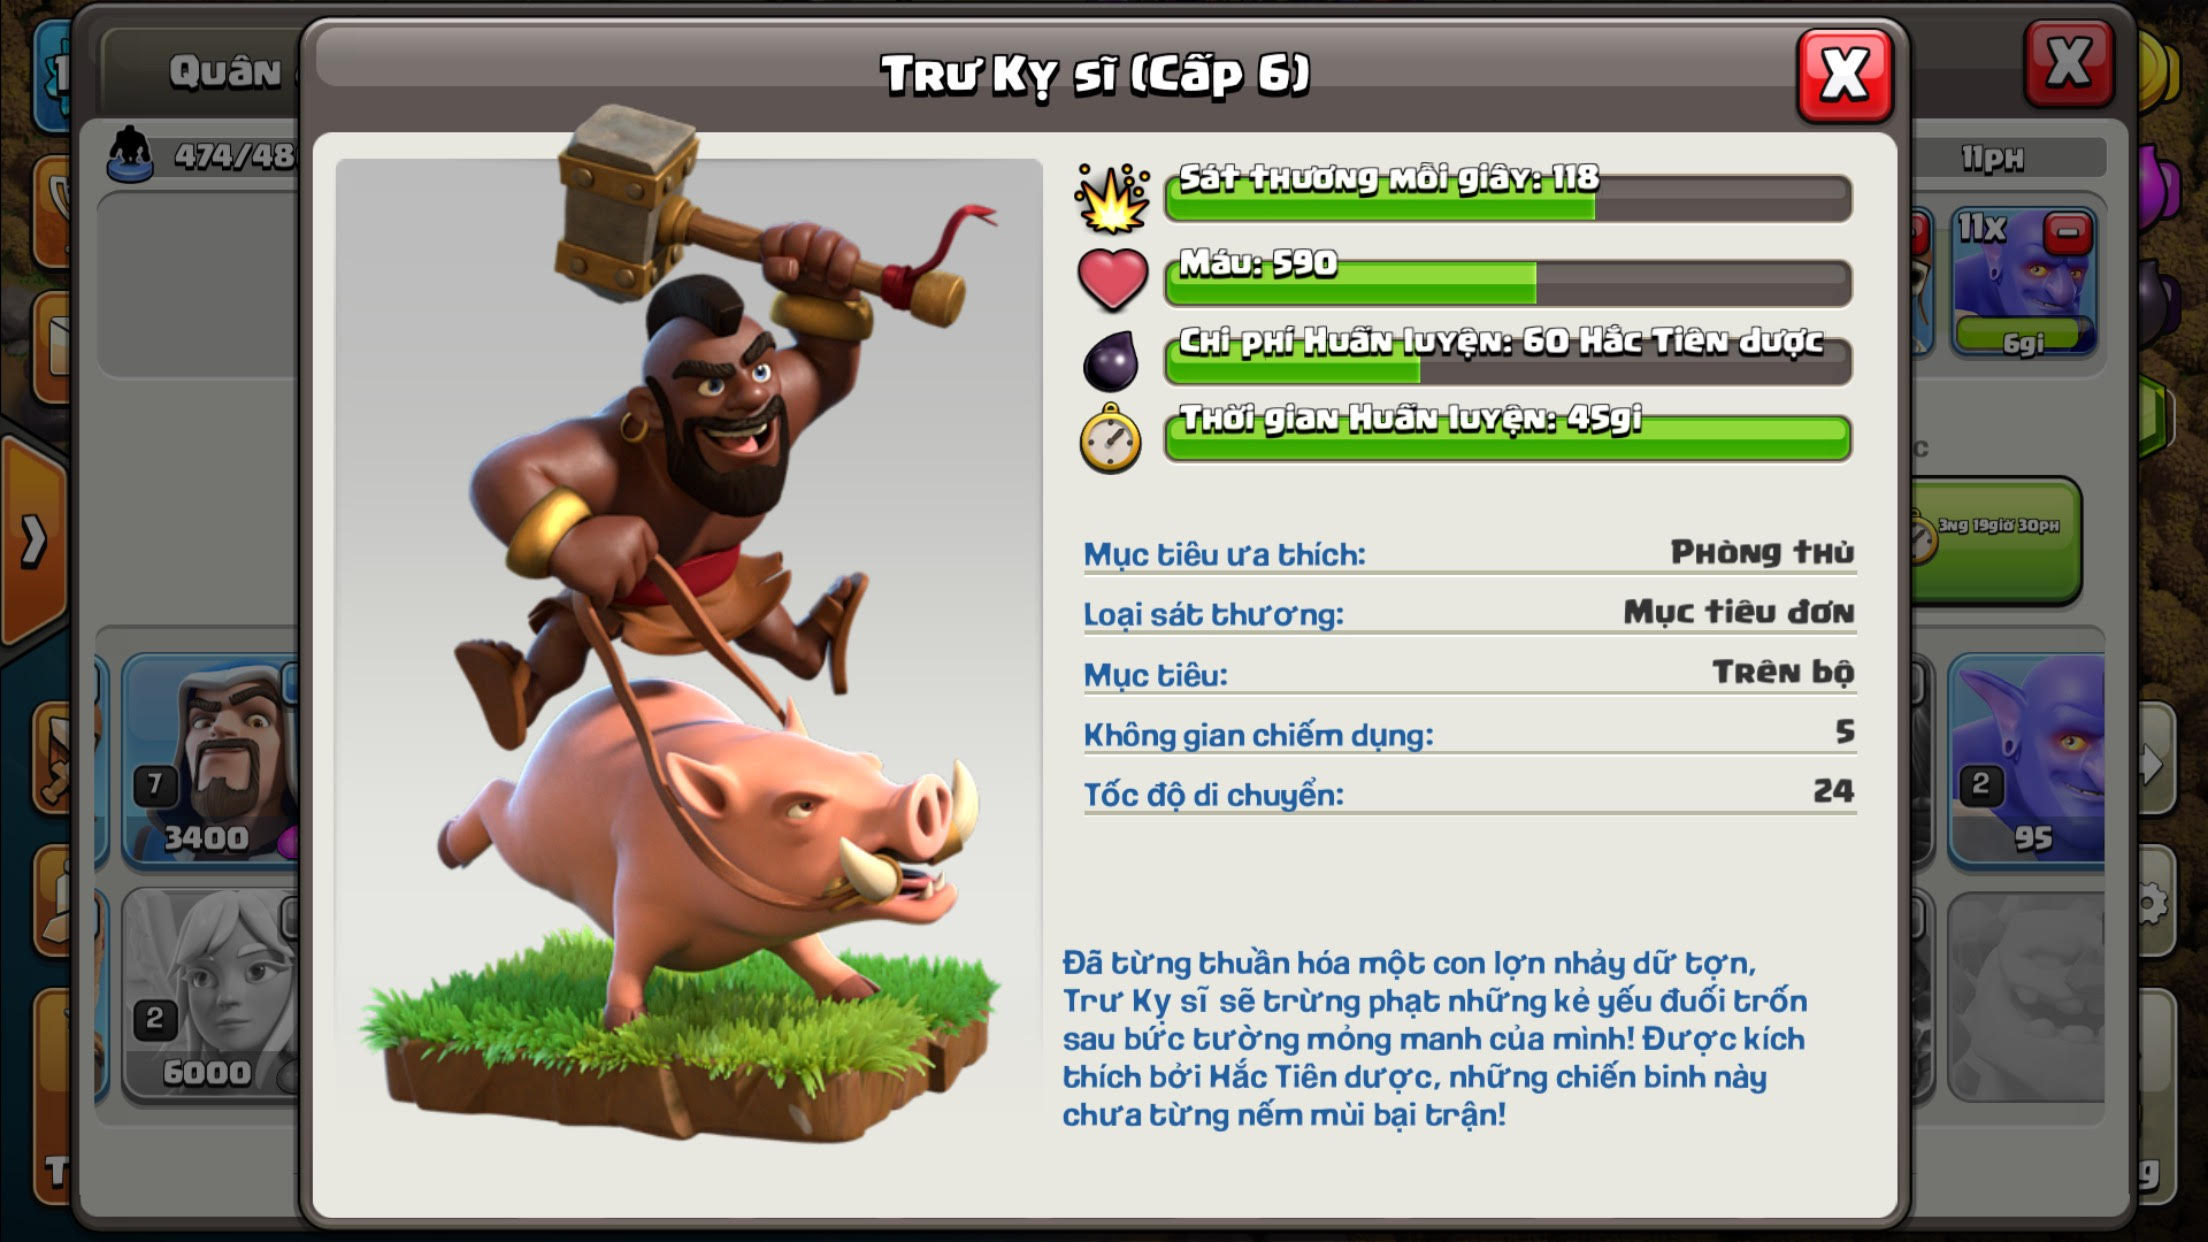 Quân
Trư Kỵ sĩ (Cấp 6)
X
X
474/48
11ph
Sát thương mỗi giây: 118
Máu: 590
Chi phí Huấn luyện: 60 Hắc Tiên dược
Thời gian Huấn luyện: 45gi
11x
6gi
3ng 19giờ 30ph
Mục tiêu ưa thích: Phòng thủ
Loại sát thương: Mục tiêu đơn
Mục tiêu: Trên bộ
Không gian chiếm dụng: 5
Tốc độ di chuyển: 24
7
3400
2
95
2
6000
Đã từng thuần hóa một con lợn nhảy dữ tợn,
Trư Kỵ sĩ sẽ trừng phạt những kẻ yếu đuối trốn
sau bức tường mỏng manh của mình! Được kích
thích bởi Hắc Tiên dược, những chiến binh này
chưa từng nếm mùi bại trận!